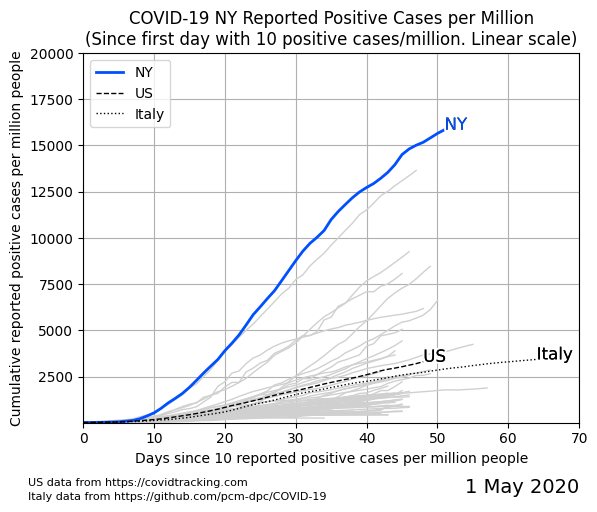 COVID-19 NY Reported Positive Cases per Million
(Since first day with 10 positive cases/million. Linear scale)
Cumulative reported positive cases per million people
20000
17500
15000
12500
10000
7500
5000
2500
NY
US
Italy
NY
US
Italy
0 10 20 30 40 50 60 70
Days since 10 reported positive cases per million people
US data from https://covidtracking.com
Italy data from https://github.com/pcm-dpc/COVID-19
1 May 2020